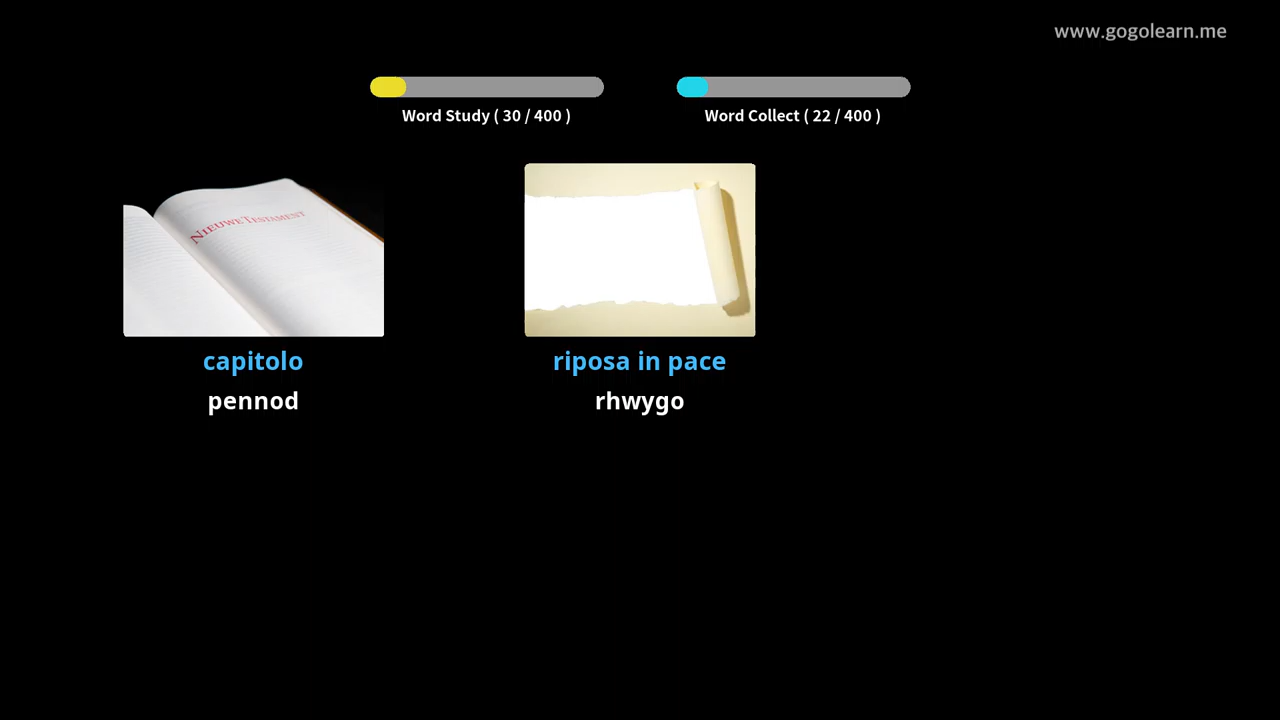 www.gogolearn.me
Word Study ( 30 / 400 )
Word Collect ( 22 / 400 )
NIEUWE TESTAMENT
capitolo
riposa in pace
pennod
rhwygo